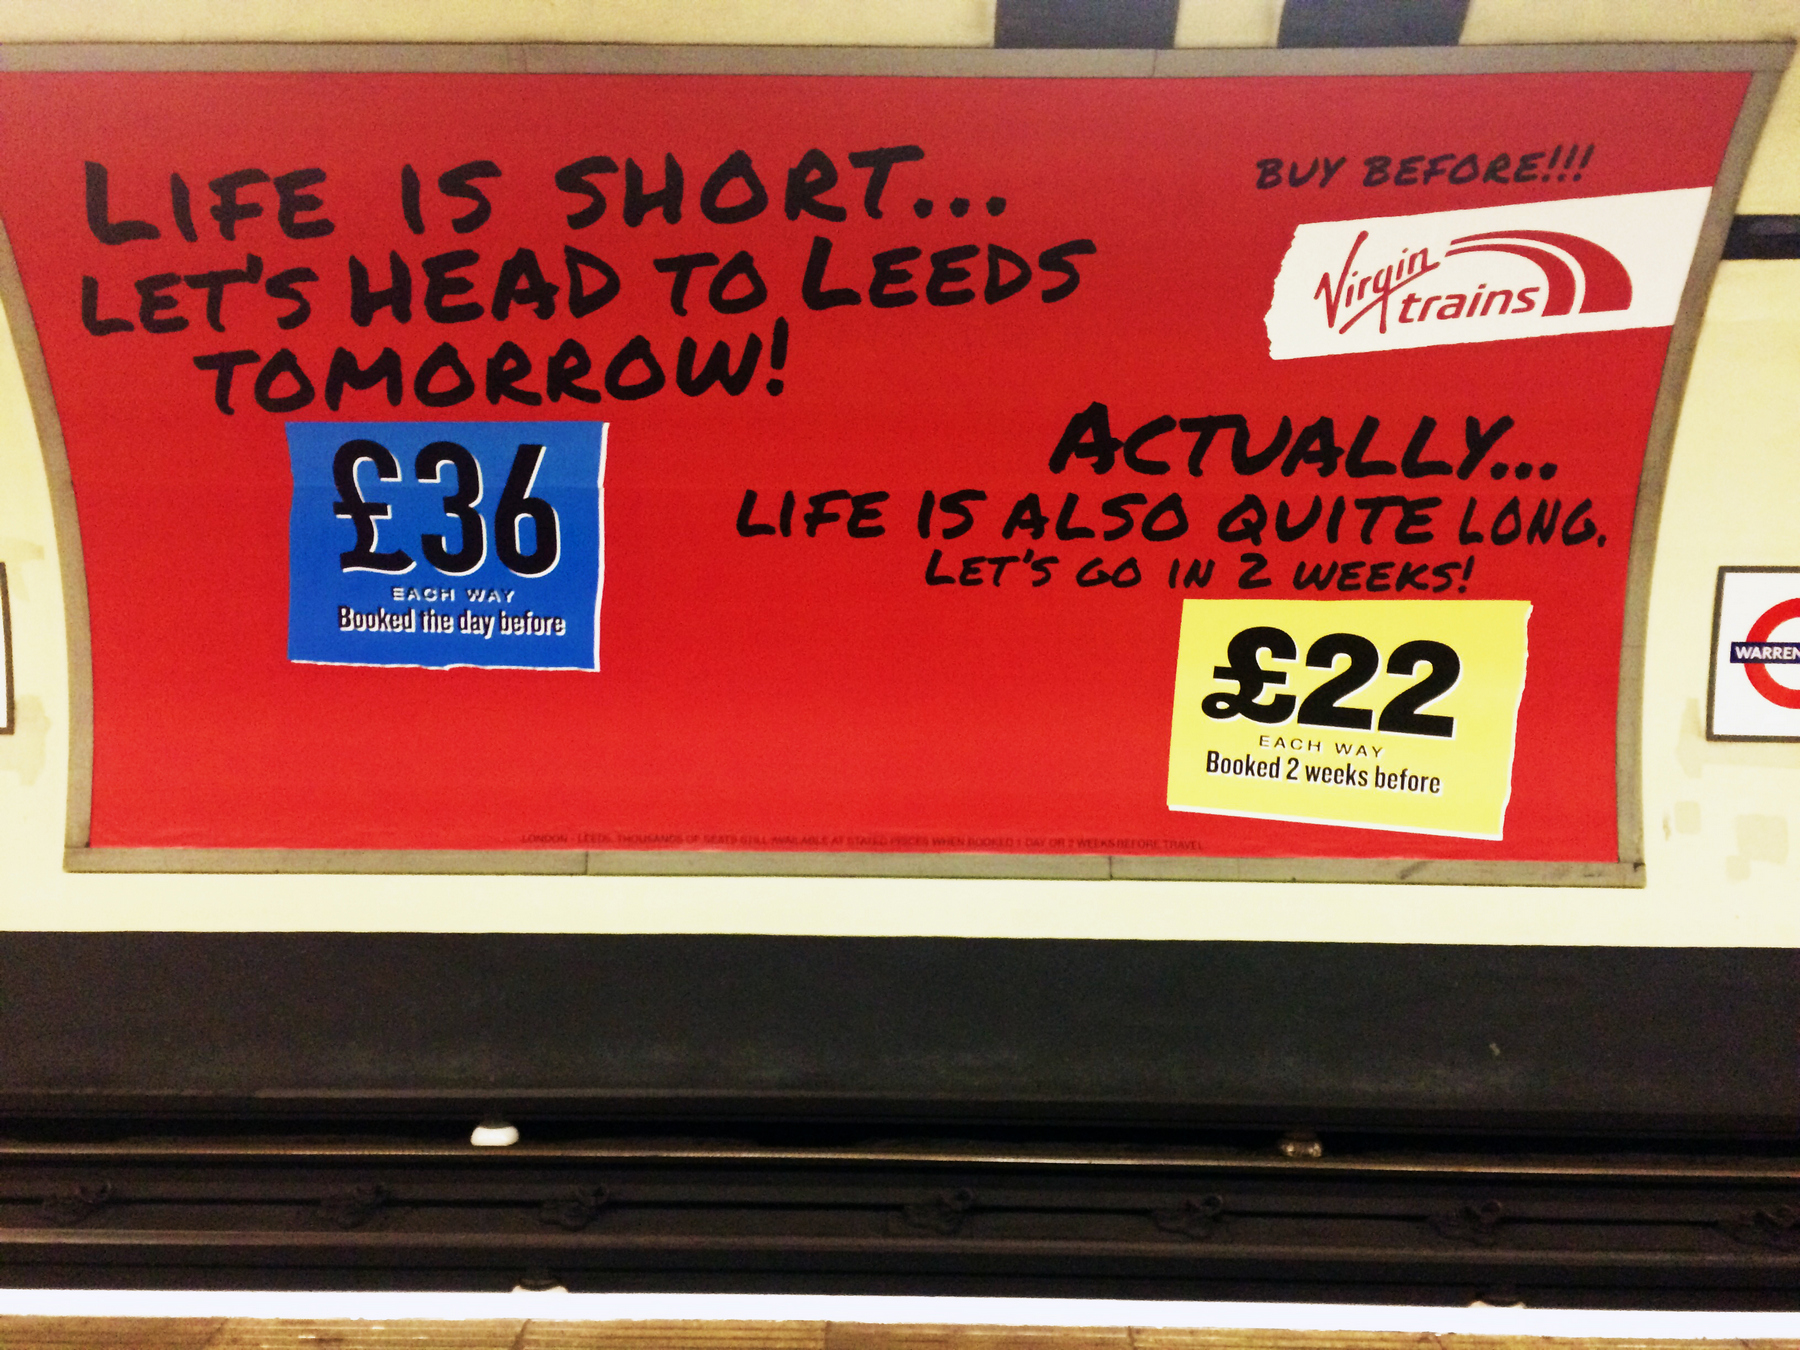 LIFE IS SHORT...
LET'S HEAD TO LEEDS
TOMORROW!
£36
EACH WAY
Booked the day before
BUY BEFORE!!!
Virgin
trains
ACTUALLY...
LIFE IS ALSO QUITE LONG.
LET'S GO IN 2 WEEKS!
£22
EACH WAY
Booked 2 weeks before
LONDON - LEEDS. THOUSANDS OF SEATS STILL AVAILABLE AT STATED PRICES WHEN BOOKED 1 DAY OR 2 WEEKS BEFORE TRAVEL
WARREN